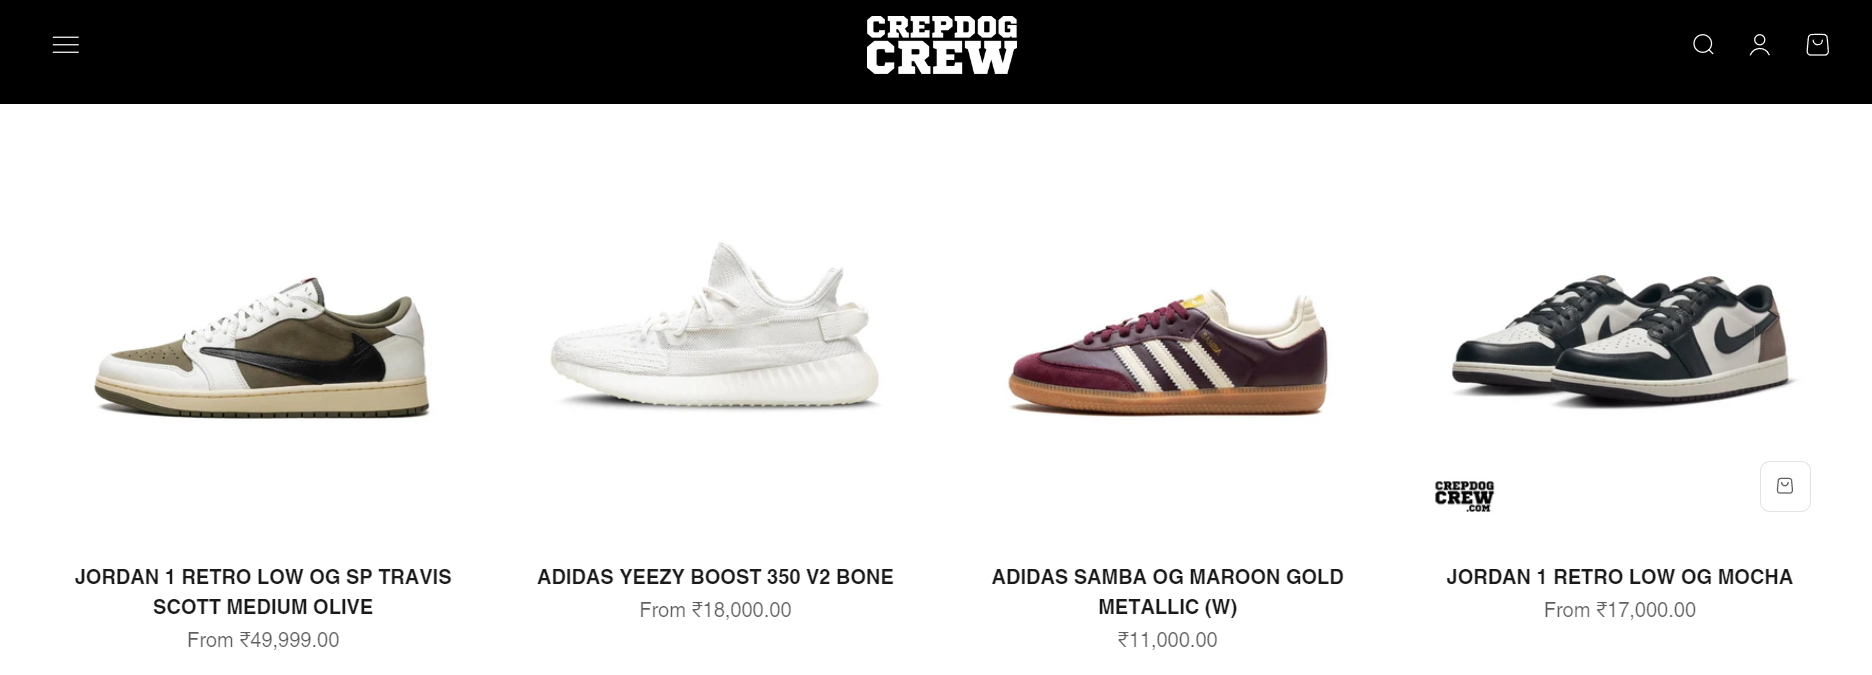 CREPDOG
CREW
CREPDOG
CREW
.COM
JORDAN 1 RETRO LOW OG SP TRAVIS
SCOTT MEDIUM OLIVE
From ₹49,999.00
ADIDAS YEEZY BOOST 350 V2 BONE
From ₹18,000.00
ADIDAS SAMBA OG MAROON GOLD
METALLIC (W)
₹11,000.00
JORDAN 1 RETRO LOW OG MOCHA
From ₹17,000.00